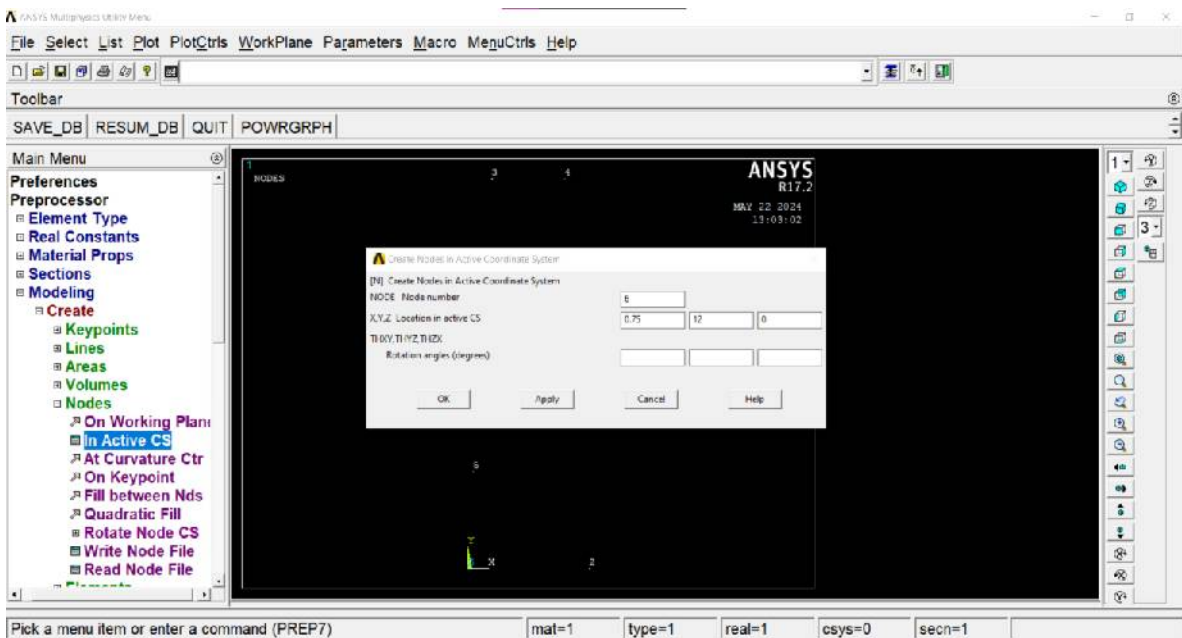 ANSYS Multiphysics Utility Menu
File Select List Plot PlotCtrls WorkPlane Parameters Macro MenuCtrls Help
Toolbar
SAVE_DB RESUM_DB QUIT POWRGRPH
Main Menu
Preferences
Preprocessor
Element Type
Real Constants
Material Props
Sections
Modeling
Create
Keypoints
Lines
Areas
Volumes
Nodes
On Working Plane
In Active CS
At Curvature Ctr
On Keypoint
Fill between Nds
Quadratic Fill
Rotate Node CS
Write Node File
Read Node File
Elements
1
NODES
3 4
ANSYS
R17.2
MAY 22 2024
13:03:02
Create Nodes in Active Coordinate System
[N] Create Nodes in Active Coordinate System
NODE Node number 6
X,Y,Z Location in active CS 0.75 12 0
THXY,THYZ,THZX
Rotation angles (degrees)
OK Apply Cancel Help
Y
X 2
1
3
Pick a menu item or enter a command (PREP7) mat=1 type=1 real=1 csys=0 secn=1